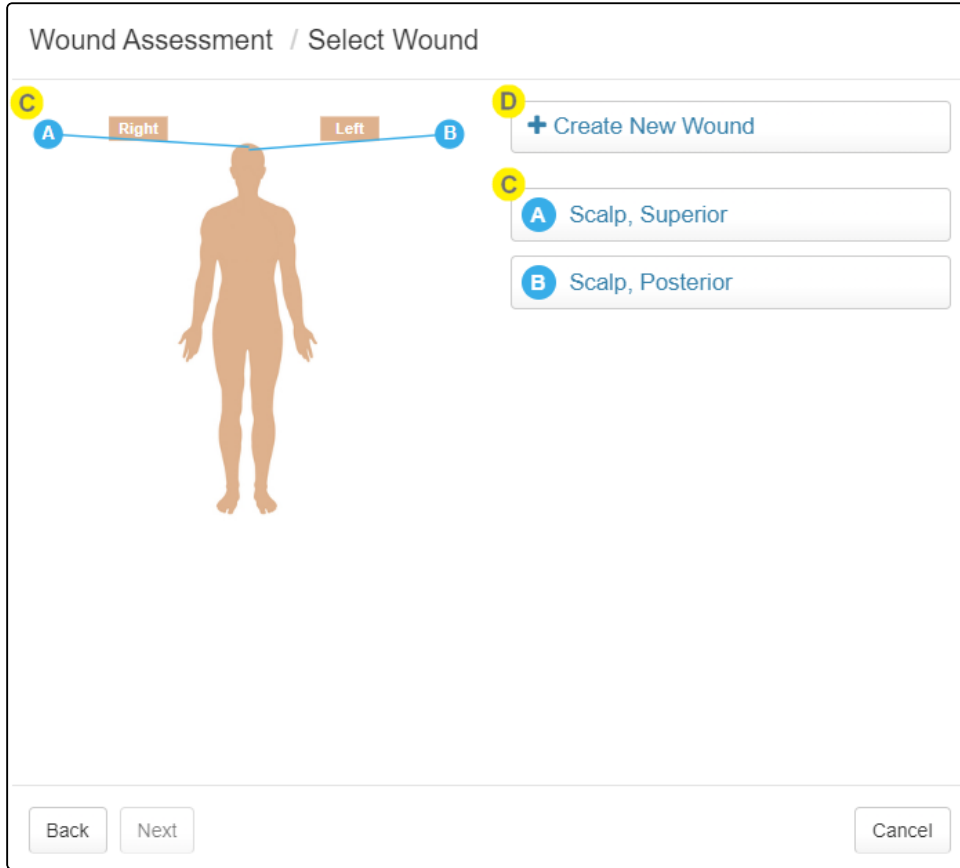 Wound Assessment / Select Wound
C
A Right Left B
D
+ Create New Wound
C
A Scalp, Superior
B Scalp, Posterior
Back Next Cancel